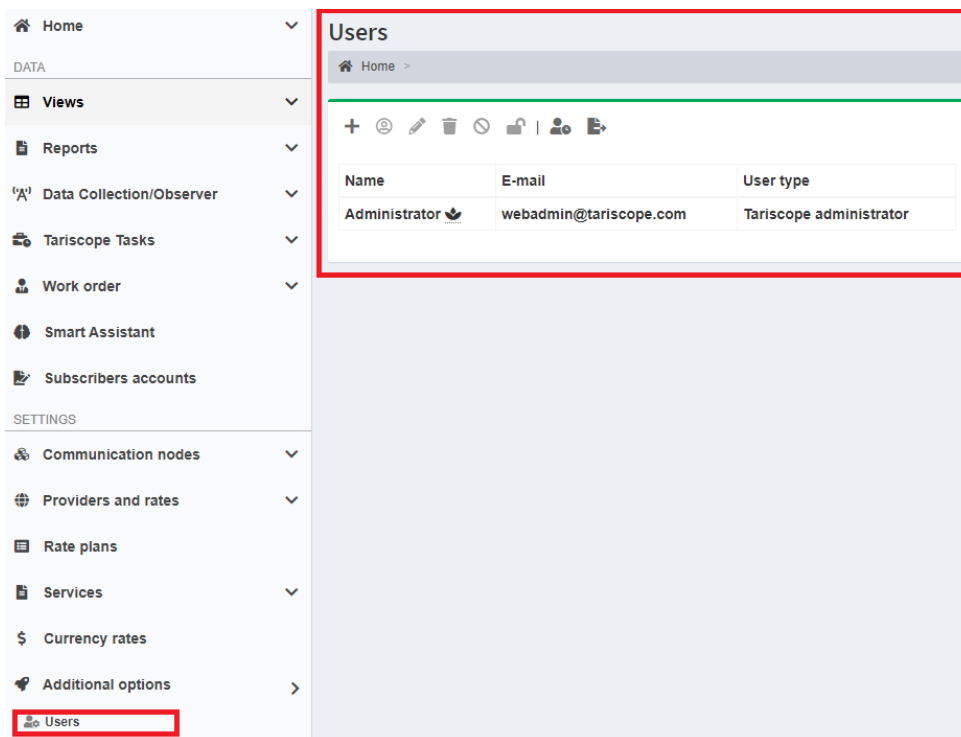 Home
DATA
Views
Reports
Data Collection/Observer
Tariscope Tasks
Work order
Smart Assistant
Subscribers accounts
SETTINGS
Communication nodes
Providers and rates
Rate plans
Services
Currency rates
Additional options
Users
Users
Home >
Name E-mail User type
Administrator webadmin@tariscope.com Tariscope administrator